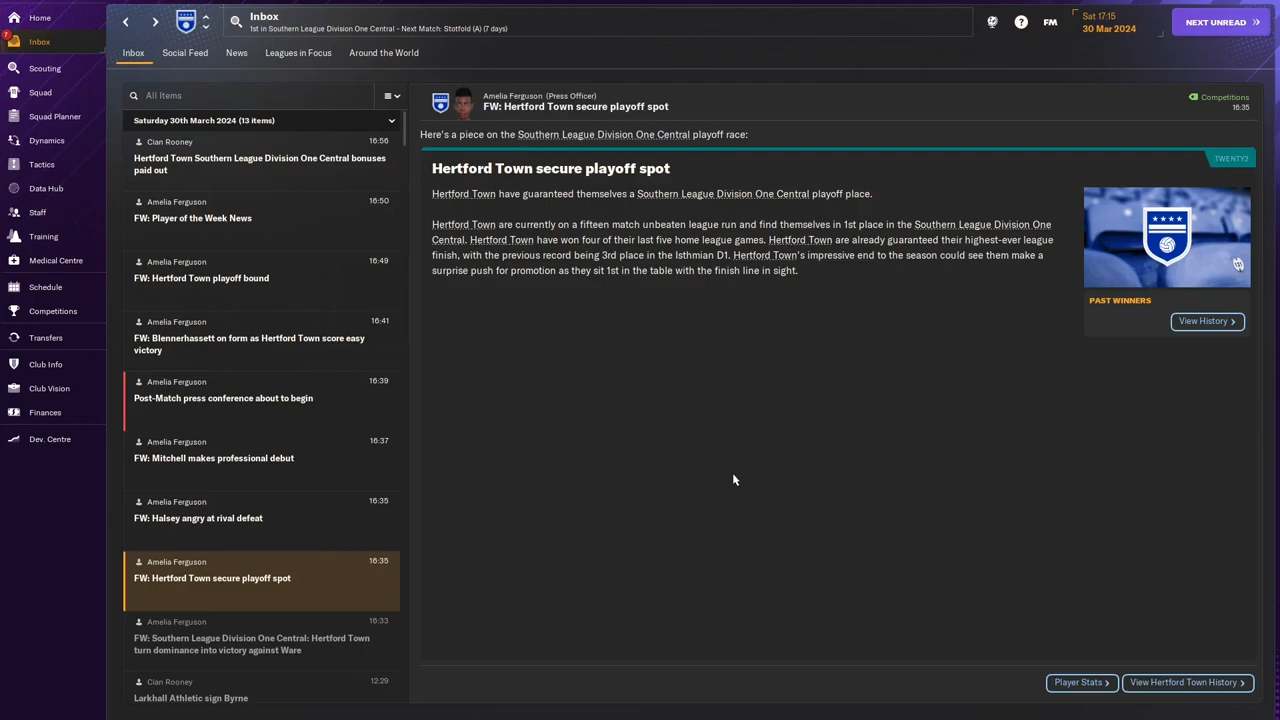 Home
7
Inbox
Scouting
Squad
Squad Planner
Dynamics
Tactics
Data Hub
Staff
Training
Medical Centre
Schedule
Competitions
Transfers
Club Info
Club Vision
Finances
Dev. Centre
Inbox
1st in Southern League Division One Central - Next Match: Stotfold (A) (7 days)
?
FM
Sat 17:15
30 Mar 2024
NEXT UNREAD
Inbox
Social Feed
News
Leagues in Focus
Around the World
All Items
Saturday 30th March 2024 (13 items)
Cian Rooney 16:56
Hertford Town Southern League Division One Central bonuses
paid out
Amelia Ferguson 16:50
FW: Player of the Week News
Amelia Ferguson 16:49
FW: Hertford Town playoff bound
Amelia Ferguson 16:41
FW: Blennerhassett on form as Hertford Town score easy
victory
Amelia Ferguson 16:39
Post-Match press conference about to begin
Amelia Ferguson 16:37
FW: Mitchell makes professional debut
Amelia Ferguson 16:35
FW: Halsey angry at rival defeat
Amelia Ferguson 16:35
FW: Hertford Town secure playoff spot
Amelia Ferguson 16:33
FW: Southern League Division One Central: Hertford Town
turn dominance into victory against Ware
Cian Rooney 12:29
Larkhall Athletic sign Byrne
Amelia Ferguson (Press Officer)
FW: Hertford Town secure playoff spot
Competitions
16:35
Here's a piece on the Southern League Division One Central playoff race:
TWENTY3
Hertford Town secure playoff spot
Hertford Town have guaranteed themselves a Southern League Division One Central playoff place.
Hertford Town are currently on a fifteen match unbeaten league run and find themselves in 1st place in the Southern League Division One
Central. Hertford Town have won four of their last five home league games. Hertford Town are already guaranteed their highest-ever league
finish, with the previous record being 3rd place in the Isthmian D1. Hertford Town's impressive end to the season could see them make a
surprise push for promotion as they sit 1st in the table with the finish line in sight.
PAST WINNERS
View History
Player Stats
View Hertford Town History